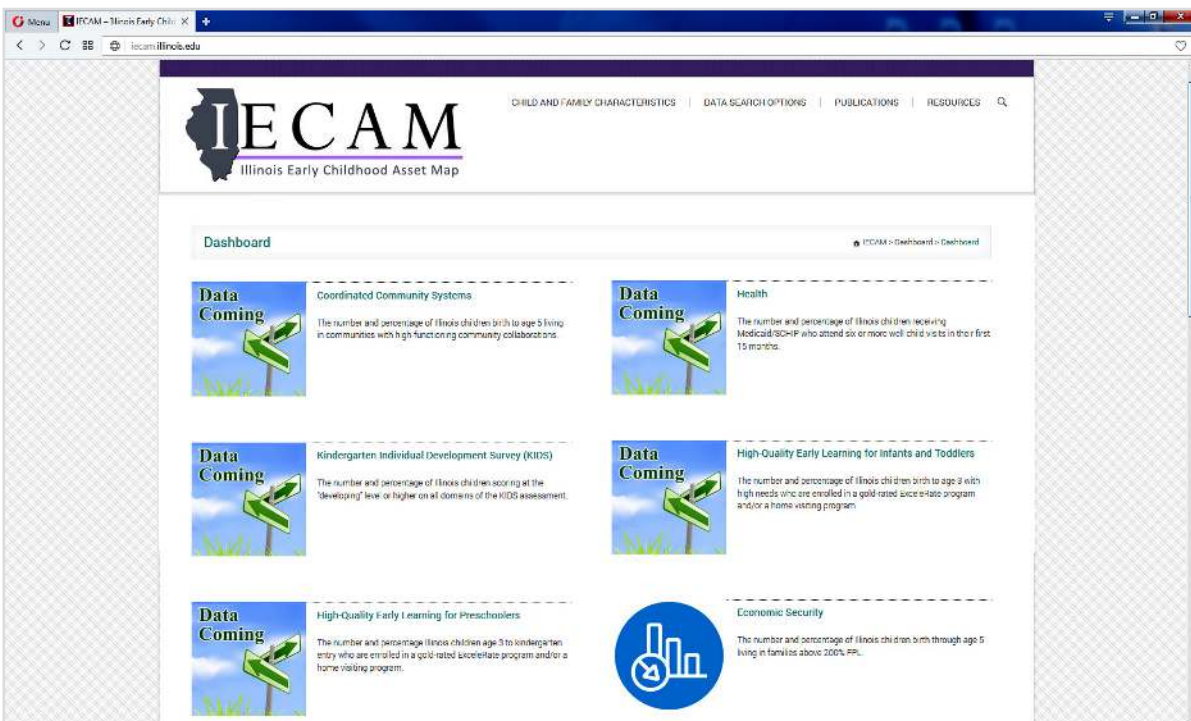 Menu
IECAM – Illinois Early Chil
iecam.illinois.edu
IECAM
Illinois Early Childhood Asset Map
CHILD AND FAMILY CHARACTERISTICS | DATA SEARCH OPTIONS | PUBLICATIONS | RESOURCES
Dashboard
IECAM > Dashboard > Dashboard
Data
Coming
Coordinated Community Systems
The number and percentage of Illinois children birth to age 5 living
in communities with high functioning community collaborations.
Data
Coming
Health
The number and percentage of Illinois children receiving
Medicaid/SCHIP who attend six or more well child visits in their first
15 months.
Data
Coming
Kindergarten Individual Development Survey (KIDS)
The number and percentage of Illinois children scoring at the
"developing" level or higher on all domains of the KIDS assessment.
Data
Coming
High-Quality Early Learning for Infants and Toddlers
The number and percentage of Illinois children birth to age 3 with
high needs who are enrolled in a gold-rated ExceleRate program
and/or a home visiting program
Data
Coming
High-Quality Early Learning for Preschoolers
The number and percentage Illinois children age 3 to kindergarten
entry who are enrolled in a gold-rated ExceleRate program and/or a
home visiting program.
Economic Security
The number and percentage of Illinois children birth through age 5
living in families above 200% FPL.